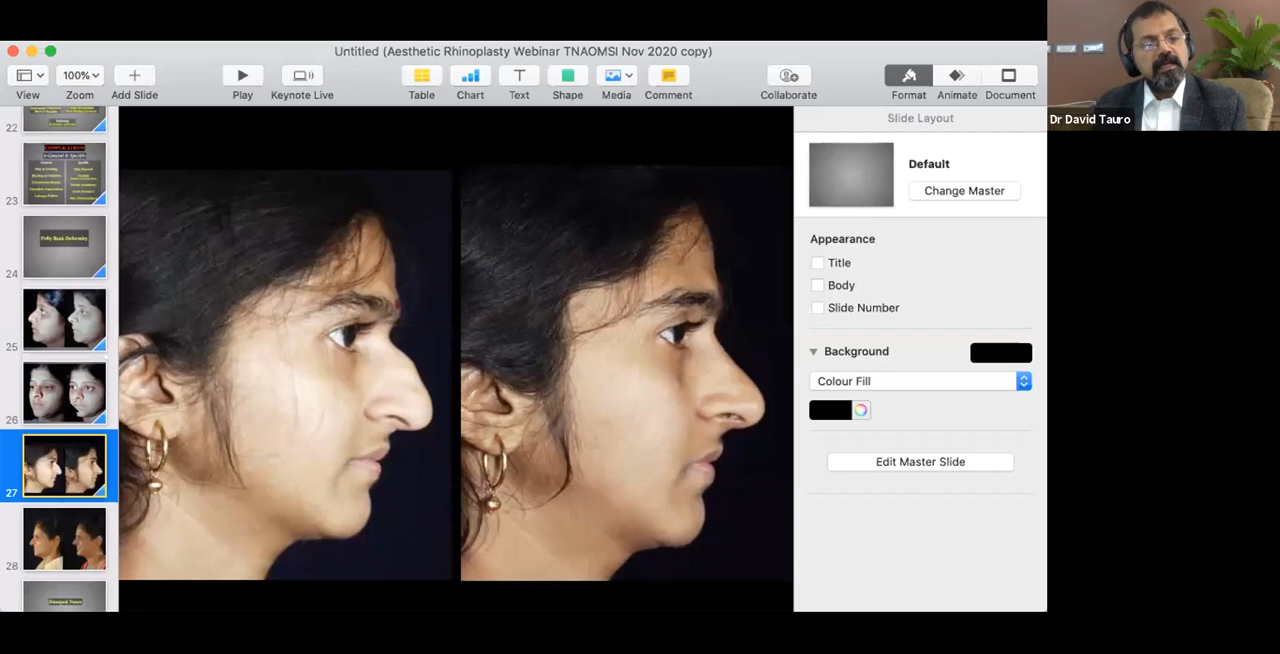 Untitled (Aesthetic Rhinoplasty Webinar TNAOMSI Nov 2020 copy)
100%
View
Zoom
Add Slide
Play
Keynote Live
Table
Chart
Text
Shape
Media
Comment
Collaborate
Format
Animate
Document
Dr David Tauro
Slide Layout
Default
Change Master
Appearance
Title
Body
Slide Number
Background
Colour Fill
Edit Master Slide
22
23
Polly Beak Deformity
24
25
26
27
28